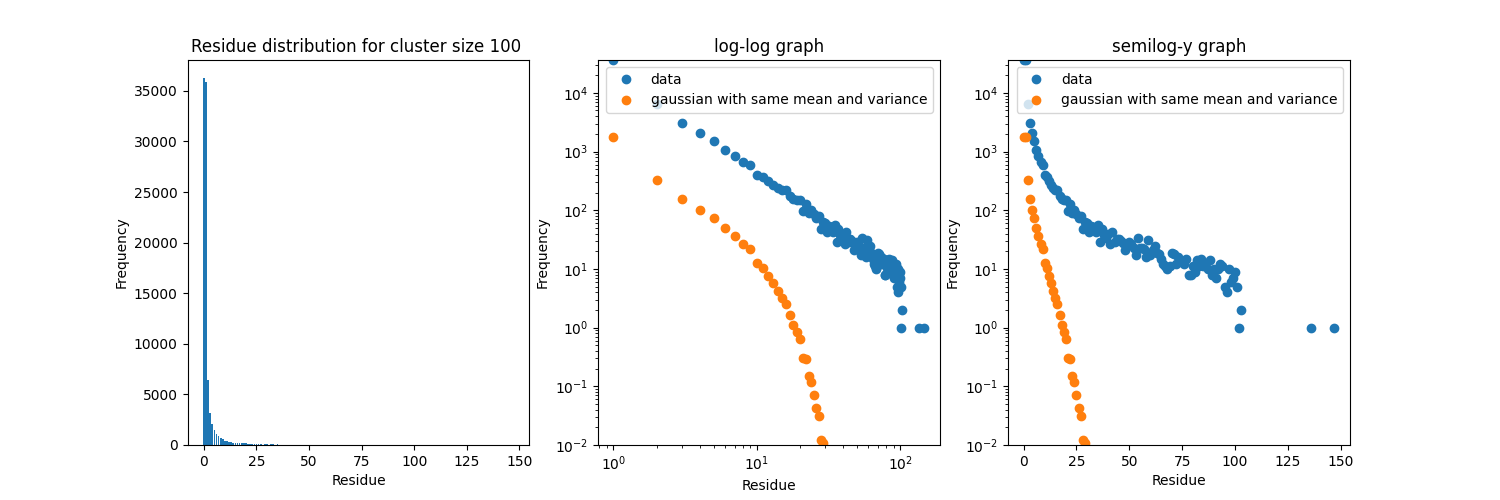 Residue distribution for cluster size 100
35000
30000
25000
20000
15000
10000
5000
0
Frequency
0 25 50 75 100 125 150
Residue
log-log graph
data
gaussian with same mean and variance
10^4
10^3
10^2
10^1
10^0
10^-1
10^-2
Frequency
10^0 10^1 10^2
Residue
semilog-y graph
data
gaussian with same mean and variance
10^4
10^3
10^2
10^1
10^0
10^-1
10^-2
Frequency
0 25 50 75 100 125 150
Residue